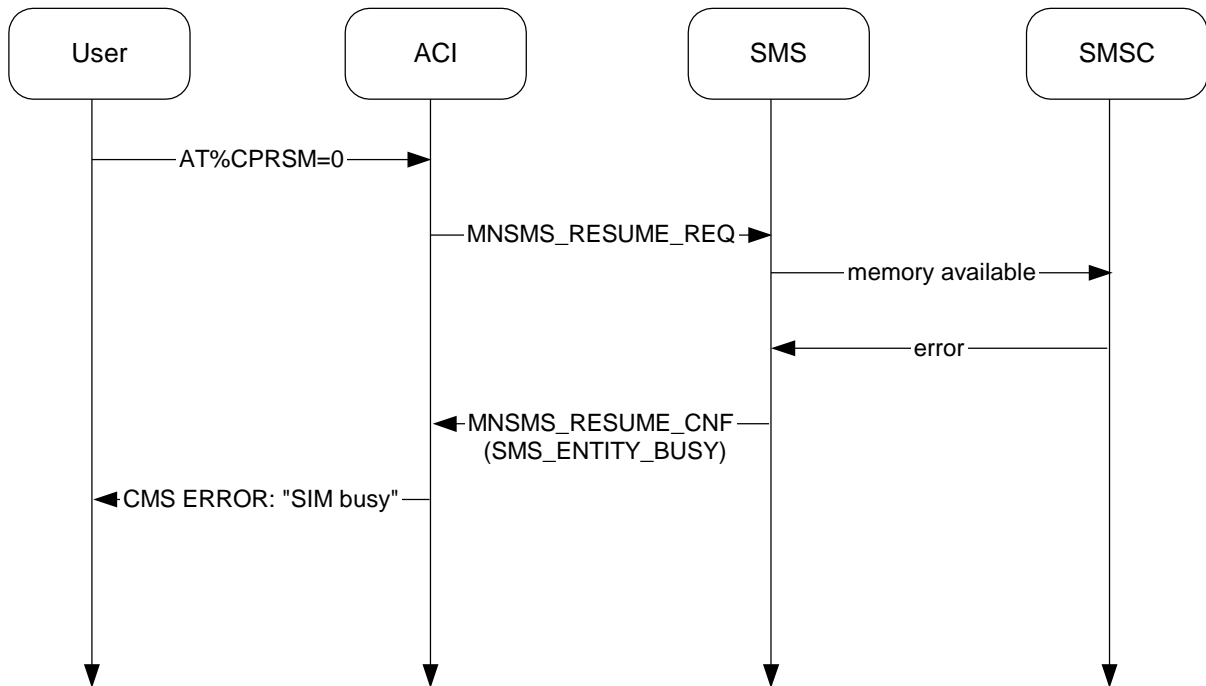 User
ACI
SMS
SMSC
AT%CPRSM=0
MNSMS_RESUME_REQ
memory available
error
MNSMS_RESUME_CNF
(SMS_ENTITY_BUSY)
CMS ERROR: "SIM busy"